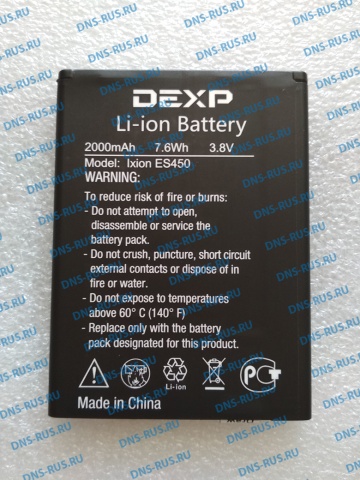 DEXP
Li-ion Battery
2000mAh 7.6Wh 3.8V
Model: Ixion ES450
WARNING:
To reduce risk of fire or burns:
- Do not attempt to open,
disassemble or service the
battery pack.
- Do not crush, puncture, short circuit
external contacts or dispose of in
fire or water.
- Do not expose to temperatures
above 60° C (140° F)
- Replace only with the battery
pack designated for this product.
Li-ion
Made in China
DNS-RUS.RU